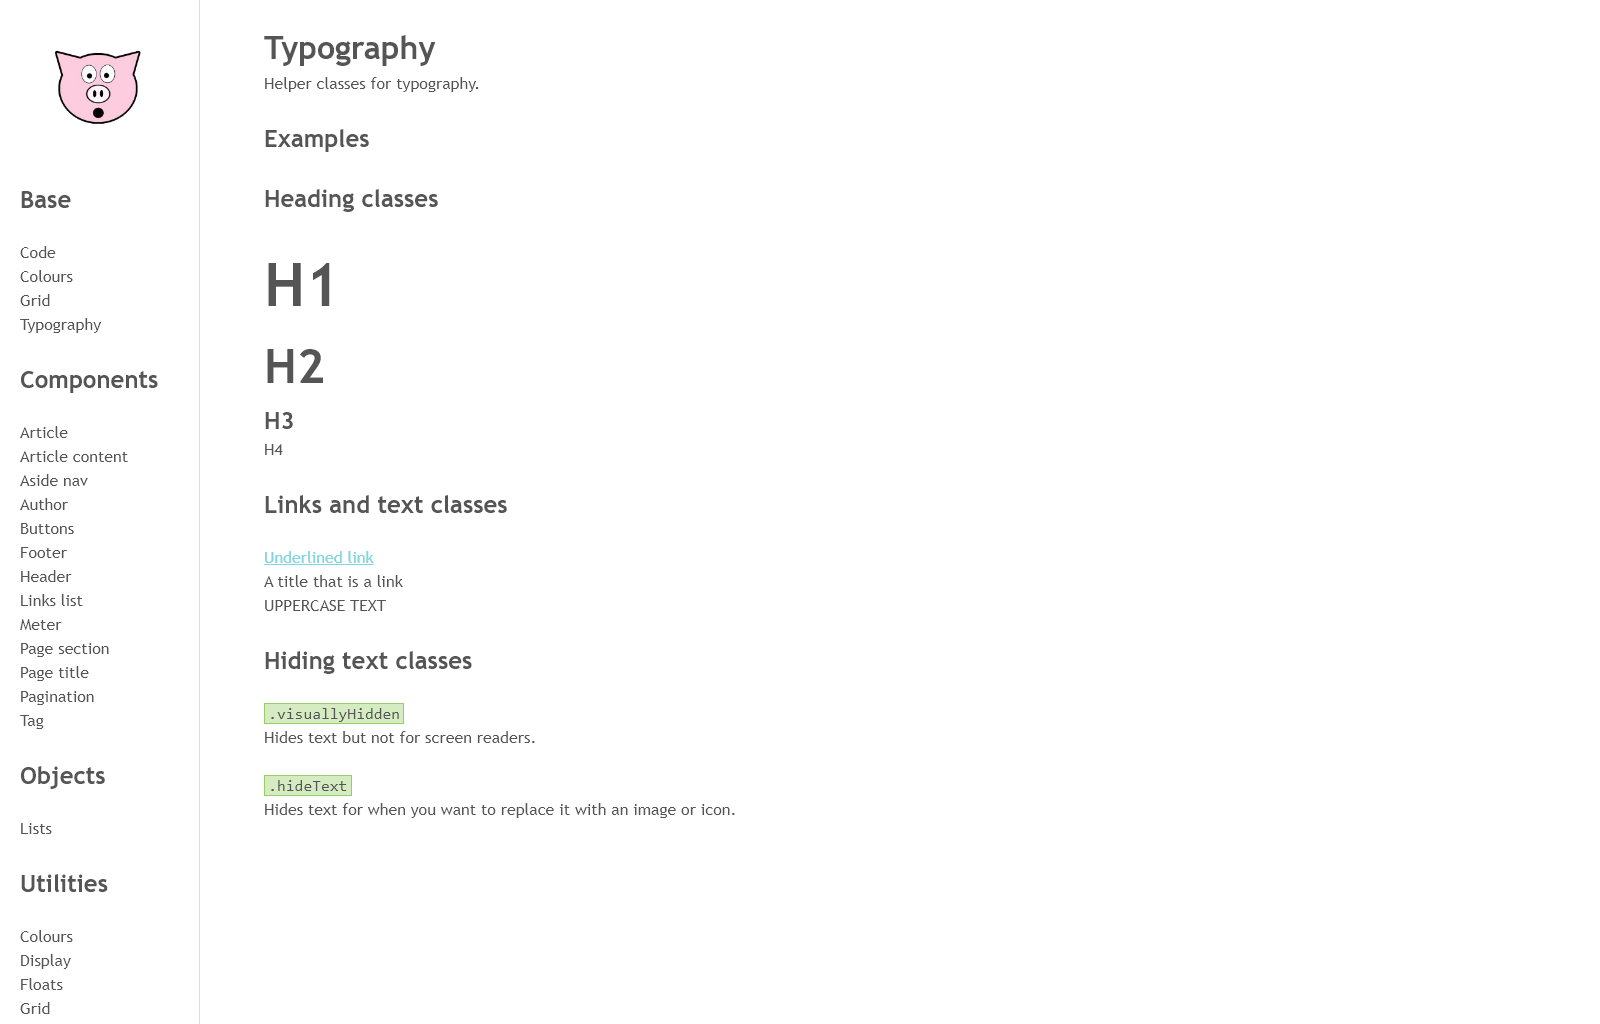 Base
Code
Colours
Grid
Typography
Components
Article
Article content
Aside nav
Author
Buttons
Footer
Header
Links list
Meter
Page section
Page title
Pagination
Tag
Objects
Lists
Utilities
Colours
Display
Floats
Grid
Typography
Helper classes for typography.
Examples
Heading classes
H1
H2
H3
H4
Links and text classes
Underlined link
A title that is a link
UPPERCASE TEXT
Hiding text classes
.visuallyHidden
Hides text but not for screen readers.
.hideText
Hides text for when you want to replace it with an image or icon.